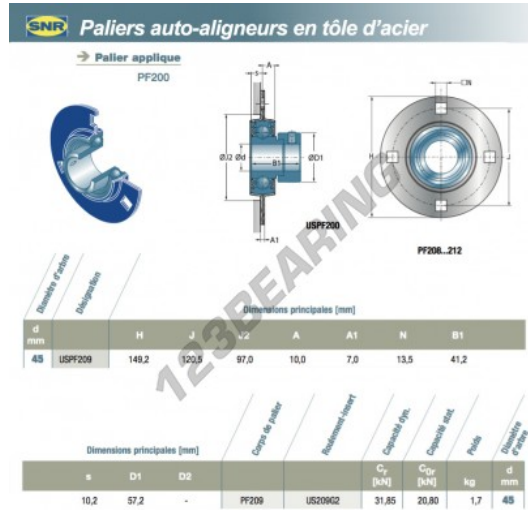 SNR Paliers auto-aligneurs en tôle d'acier
Palier applique
PF200
A
s
□N
ØJ2
Ød
B1
ØD1
H
L
A1
USPF200
PF208...212
123BEARING
Diamètre d'arbre
Désignation
Dimensions principales [mm]
d mm H J J2 A A1 N B1
45 USPF209 149,2 120,5 97,0 10,0 7,0 13,5 41,2
Corps de palier
Roulement-insert
Capacité dyn.
Capacité stat.
Poids
Diamètre d'arbre
Dimensions principales [mm]
s D1 D2 Cr [kN] C0r [kN] kg d mm
10,2 57,2 - PF209 US209G2 31,85 20,80 1,7 45